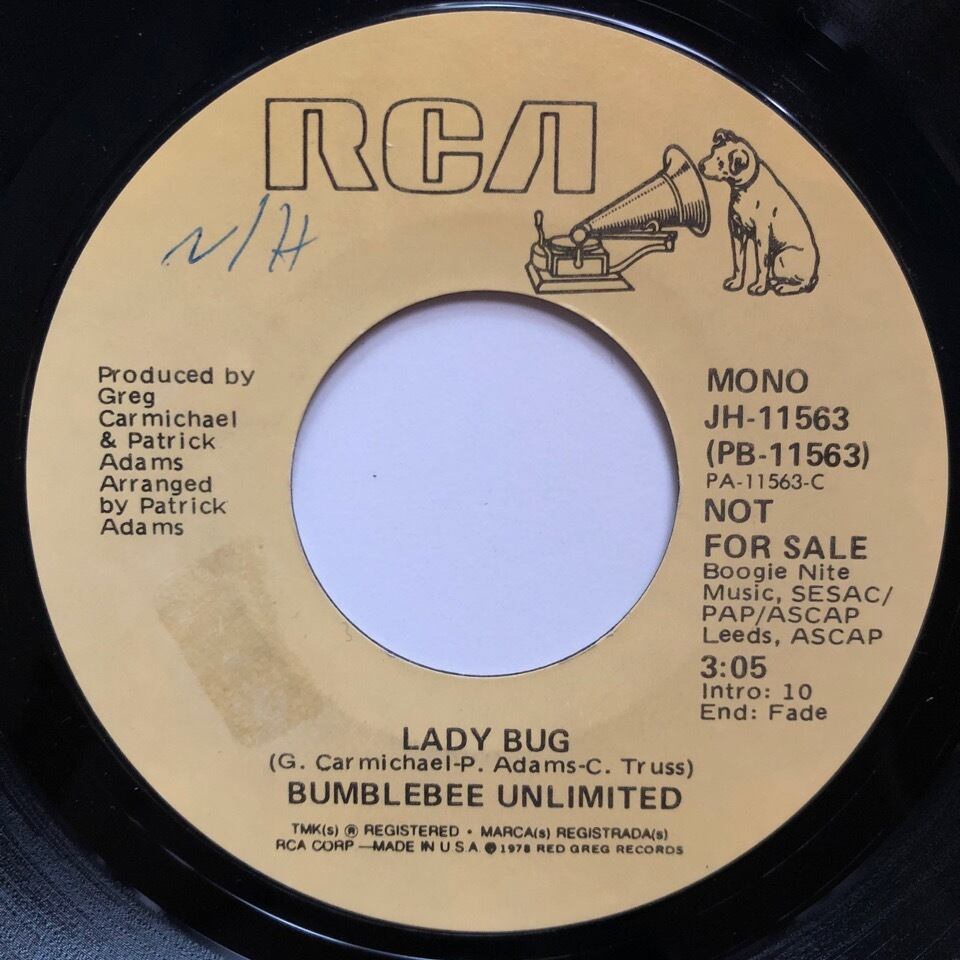 RCA
N/H
Produced by
Greg
Carmichael
& Patrick
Adams
Arranged
by Patrick
Adams
MONO
JH-11563
(PB-11563)
PA-11563-C
NOT
FOR SALE
Boogie Nite
Music, SESAC/
PAP/ASCAP
Leeds, ASCAP
3:05
Intro: 10
End: Fade
LADY BUG
(G. Carmichael-P. Adams-C. Truss)
BUMBLEBEE UNLIMITED
TMK(s) ® REGISTERED • MARCA(s) REGISTRADA(s)
RCA CORP —MADE IN U.S.A. ℗ 1978 RED GREG RECORDS